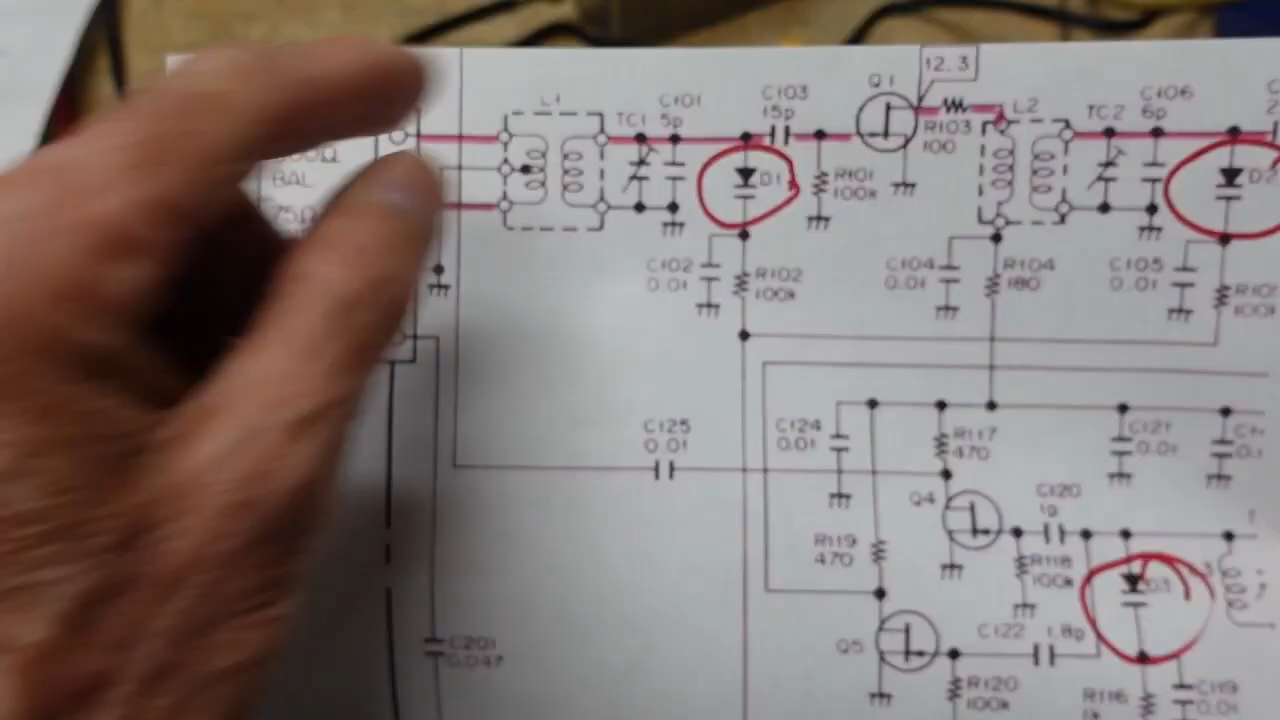 12.3
Q1
L1
TC1
C101
5p
C103
15p
R103
100
L2
TC2
C106
6p
BAL
75Ω
D1
R101
100k
D2
C102
0.01
R102
100k
C104
0.01
R104
180
C105
0.01
C125
0.01
C124
0.01
R117
470
C121
0.01
Q4
C120
1p
R119
470
R118
100k
D3
Q5
C122
1.8p
C201
0.047
R120
100k
R116
1k
C119
0.01